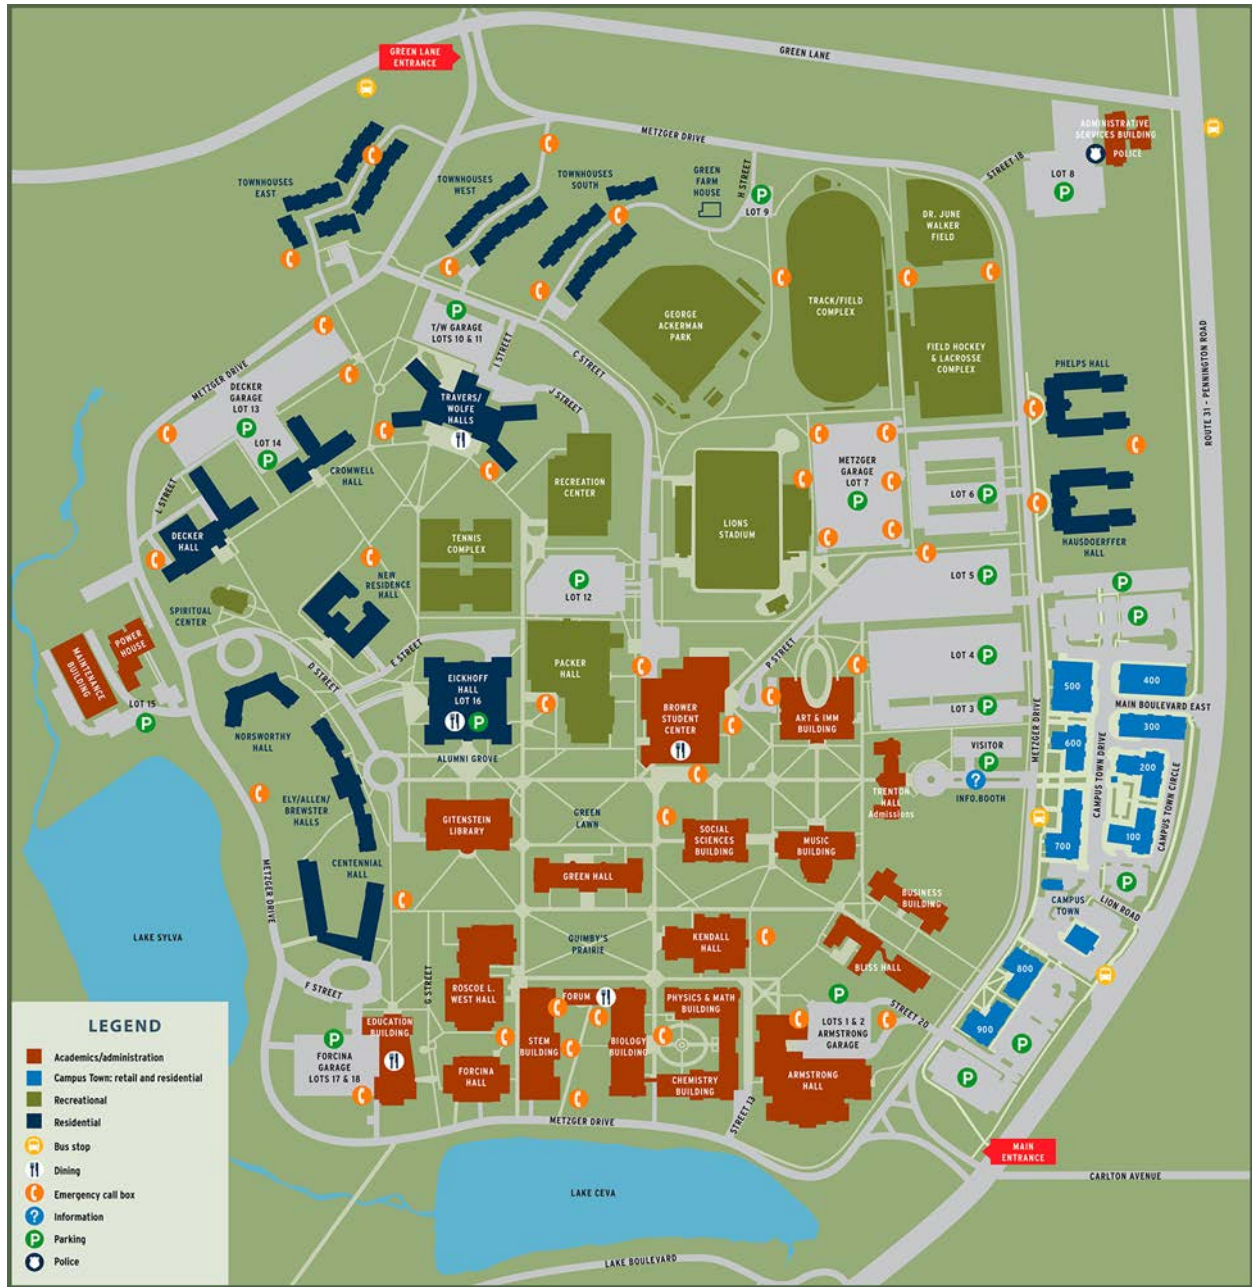 GREEN LANE
ENTRANCE
GREEN LANE
METZGER DRIVE
ADMINISTRATIVE
SERVICES BUILDING
POLICE
STREET 18
LOT 8
P
TOWNHOUSES
EAST
TOWNHOUSES
WEST
TOWNHOUSES
SOUTH
GREEN
FARM
HOUSE
H STREET
P
LOT 9
DR. JUNE
WALKER
FIELD
TRACK/FIELD
COMPLEX
GEORGE
ACKERMAN
PARK
FIELD HOCKEY
& LACROSSE
COMPLEX
P
T/W GARAGE
LOTS 10 & 11
I STREET
C STREET
J STREET
METZGER DRIVE
DECKER
GARAGE
LOT 13
P
LOT 14
P
TRAVERS/
WOLFE
HALLS
PHELPS HALL
ROUTE 31 - PENNINGTON ROAD
CROMWELL
HALL
L STREET
DECKER
HALL
RECREATION
CENTER
METZGER
GARAGE
LOT 7
P
LOT 6 P
LIONS
STADIUM
TENNIS
COMPLEX
HAUSDOERFFER
HALL
NEW
RESIDENCE
HALL
SPIRITUAL
CENTER
P
LOT 12
LOT 5 P
P
P
POWER
HOUSE
MAINTENANCE
BUILDING
LOT 15
P
D STREET
E STREET
EICKHOFF
HALL
LOT 16
P
PACKER
HALL
P STREET
LOT 4 P
LOT 3 P
BROWER
STUDENT
CENTER
ART & IMM
BUILDING
METZGER DRIVE
500
400
MAIN BOULEVARD EAST
300
600
200
100
700
CAMPUS TOWN DRIVE
CAMPUS TOWN CIRCLE
NORSWORTHY
HALL
ALUMNI GROVE
VISITOR
P
?
INFO.BOOTH
TRENTON
HALL
Admissions
ELY/ALLEN/
BREWSTER
HALLS
GITENSTEIN
LIBRARY
GREEN
LAWN
SOCIAL
SCIENCES
BUILDING
MUSIC
BUILDING
CENTENNIAL
HALL
METZGER DRIVE
GREEN HALL
BUSINESS
BUILDING
P
CAMPUS
TOWN
LION ROAD
LAKE SYLVA
QUIMBY'S
PRAIRIE
KENDALL
HALL
BLISS HALL
800
900
P
P
F STREET
G STREET
ROSCOE L.
WEST HALL
FORUM
PHYSICS & MATH
BUILDING
P
LOTS 1 & 2
ARMSTRONG
GARAGE
STREET 20
EDUCATION
BUILDING
P
FORCINA
GARAGE
LOTS 17 & 18
STEM
BUILDING
BIOLOGY
BUILDING
FORCINA
HALL
CHEMISTRY
BUILDING
ARMSTRONG
HALL
METZGER DRIVE
STREET 13
MAIN
ENTRANCE
CARLTON AVENUE
LAKE CEVA
LAKE BOULEVARD
LEGEND
Academics/administration
Campus Town: retail and residential
Recreational
Residential
Bus stop
Dining
Emergency call box
? Information
P Parking
Police